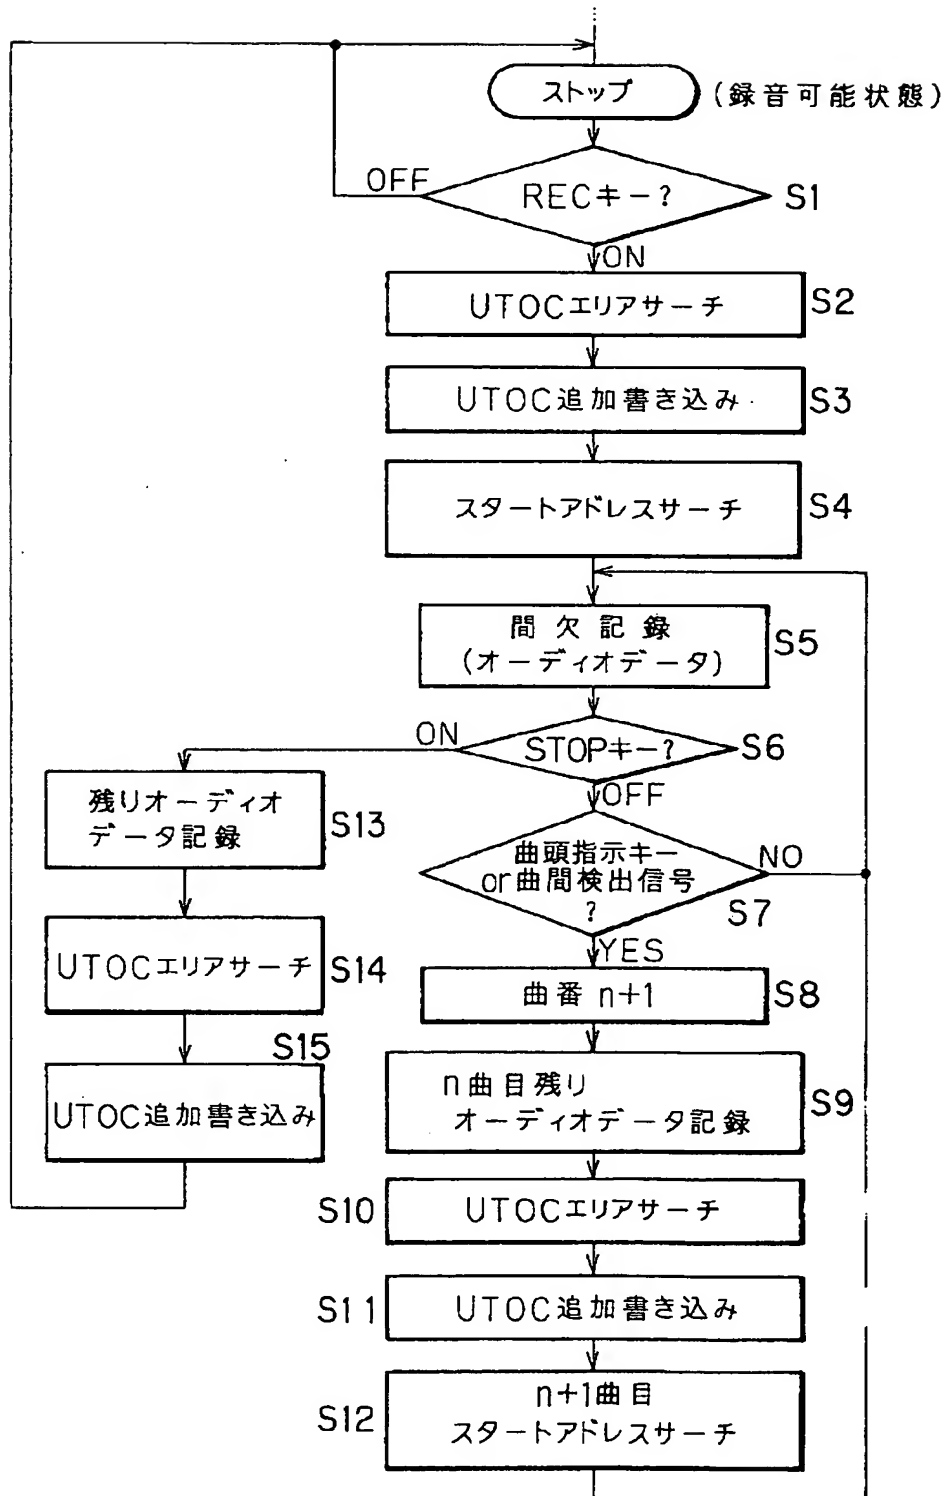 ストップ
(録音可能状態)
OFF
RECキー?
S1
ON
UTOCエリアサーチ
S2
UTOC追加書き込み
S3
スタートアドレスサーチ
S4
間欠記録
(オーディオデータ)
S5
ON
STOPキー?
S6
OFF
残りオーディオ
データ記録
S13
曲頭指示キー
or曲間検出信号
?
NO
S7
YES
UTOCエリアサーチ
S14
曲番 n+1
S8
S15
UTOC追加書き込み
n曲目残り
オーディオデータ記録
S9
S10
UTOCエリアサーチ
S11
UTOC追加書き込み
S12
n+1曲目
スタートアドレスサーチ